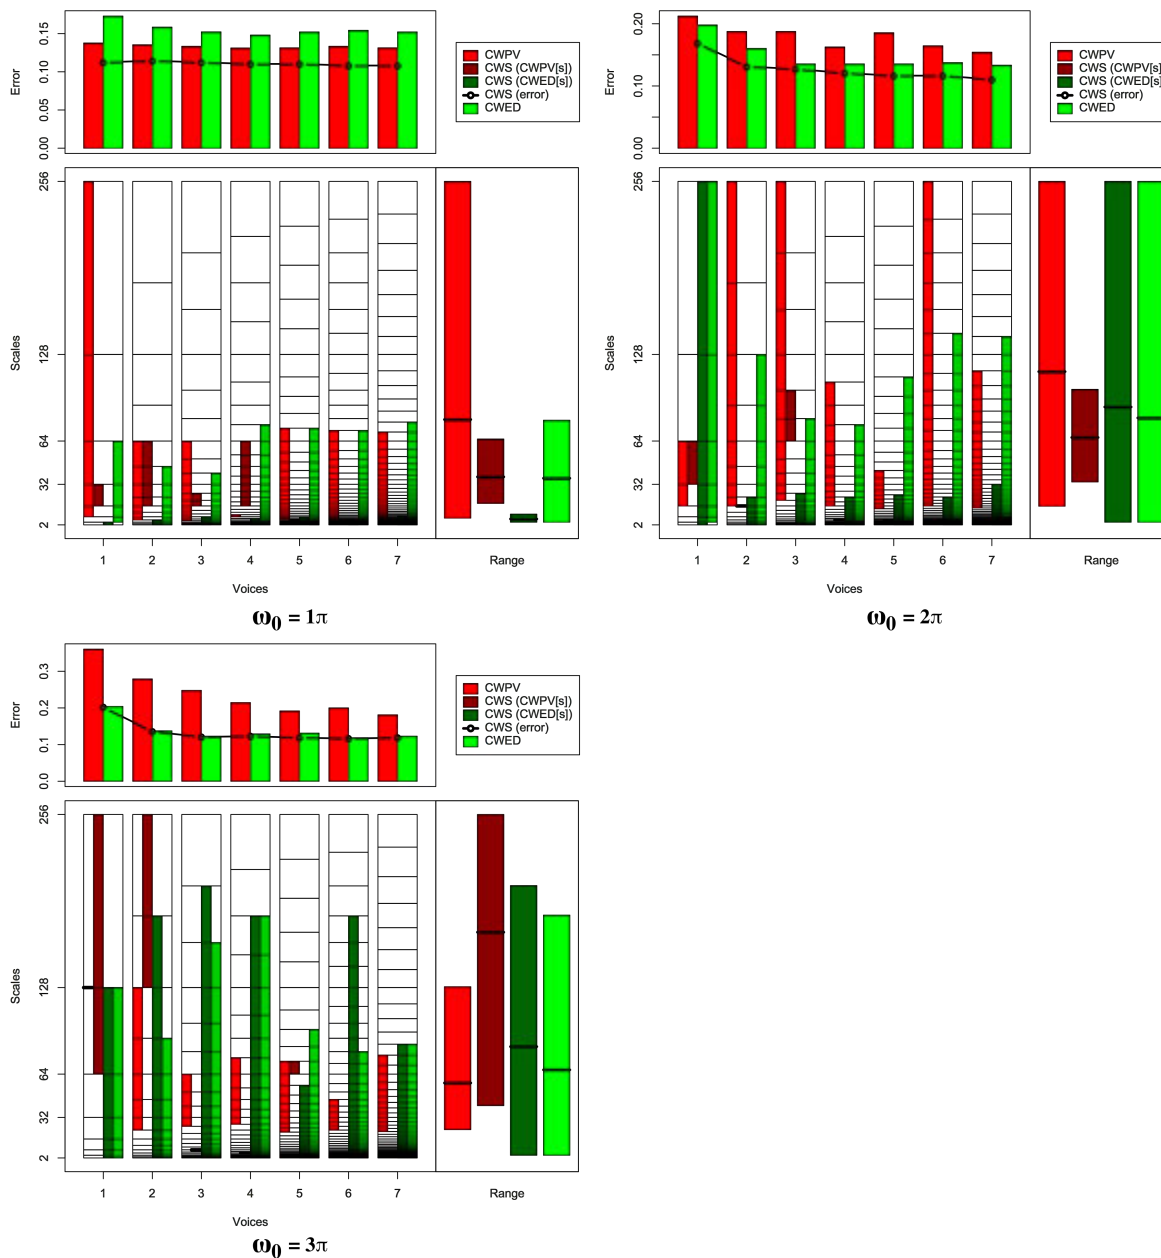 Error
0.00
0.05
0.10
0.15
CWPV
CWS (CWPV[s])
CWS (CWED[s])
CWS (error)
CWED
Scales
256
128
64
32
2
1 2 3 4 5 6 7
Range
Voices
ω0 = 1π
Error
0.00
0.10
0.20
CWPV
CWS (CWPV[s]
CWS (CWED[s]
CWS (error)
CWED
Scales
256
128
64
32
2
1 2 3 4 5 6 7
Range
Voices
ω0 = 2π
Error
0.0
0.1
0.2
0.3
CWPV
CWS (CWPV[s])
CWS (CWED[s])
CWS (error)
CWED
Scales
256
128
64
32
2
1 2 3 4 5 6 7
Range
Voices
ω0 = 3π